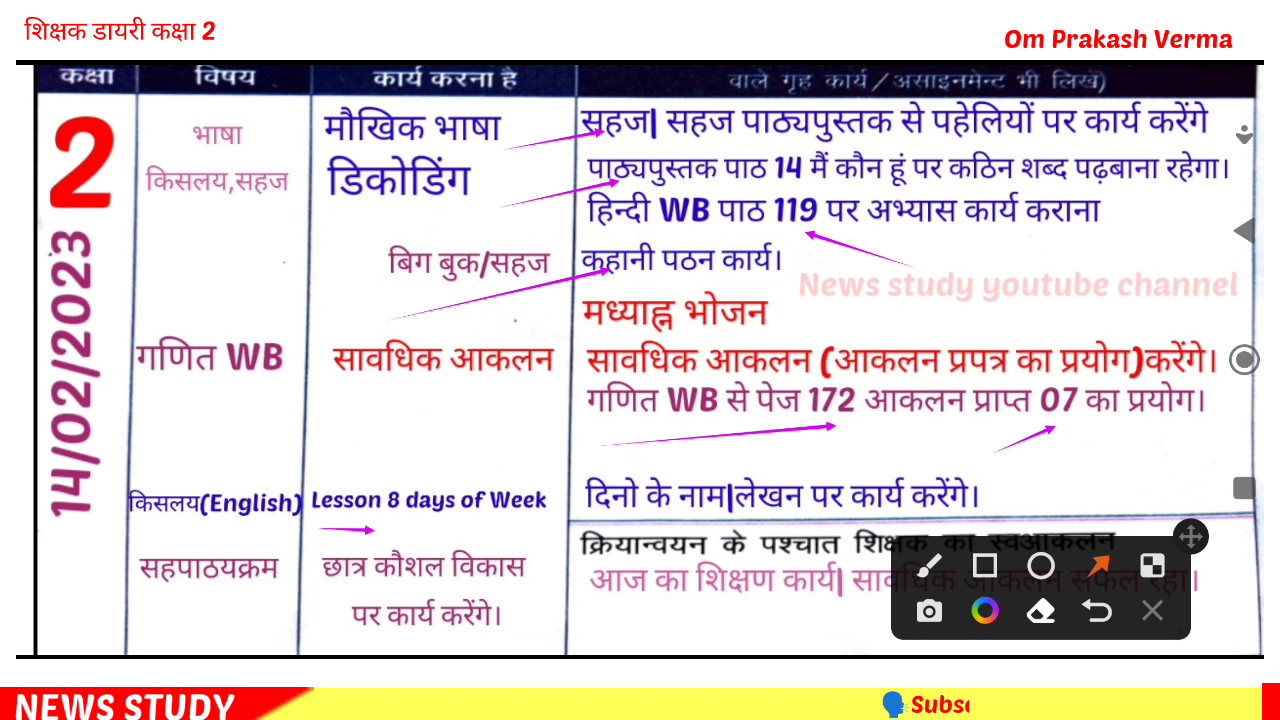 शिक्षक डायरी कक्षा 2
Om Prakash Verma
कक्षा विषय कार्य करना है वाले गृह कार्य/असाइनमेन्ट भी लिखें)
2
14/02/2023
भाषा
किसलय,सहज
मौखिक भाषा
डिकोडिंग
सहज| सहज पाठ्यपुस्तक से पहेलियों पर कार्य करेंगे
पाठ्यपुस्तक पाठ 14 मैं कौन हूं पर कठिन शब्द पढ़बाना रहेगा।
हिन्दी WB पाठ 119 पर अभ्यास कार्य कराना
बिग बुक/सहज
कहानी पठन कार्य।
News study youtube channel
मध्याह्न भोजन
गणित WB
सावधिक आकलन
सावधिक आकलन (आकलन प्रपत्र का प्रयोग)करेंगे।
गणित WB से पेज 172 आकलन प्राप्त 07 का प्रयोग।
किसलय(English)
Lesson 8 days of Week
दिनो के नाम|लेखन पर कार्य करेंगे।
सहपाठयक्रम
छात्र कौशल विकास
पर कार्य करेंगे।
क्रियान्वयन के पश्चात शिक्षक का स्वआकलन
आज का शिक्षण कार्य| सावधिक आकलन सफल रहा।
NEWS STUDY
Subsc